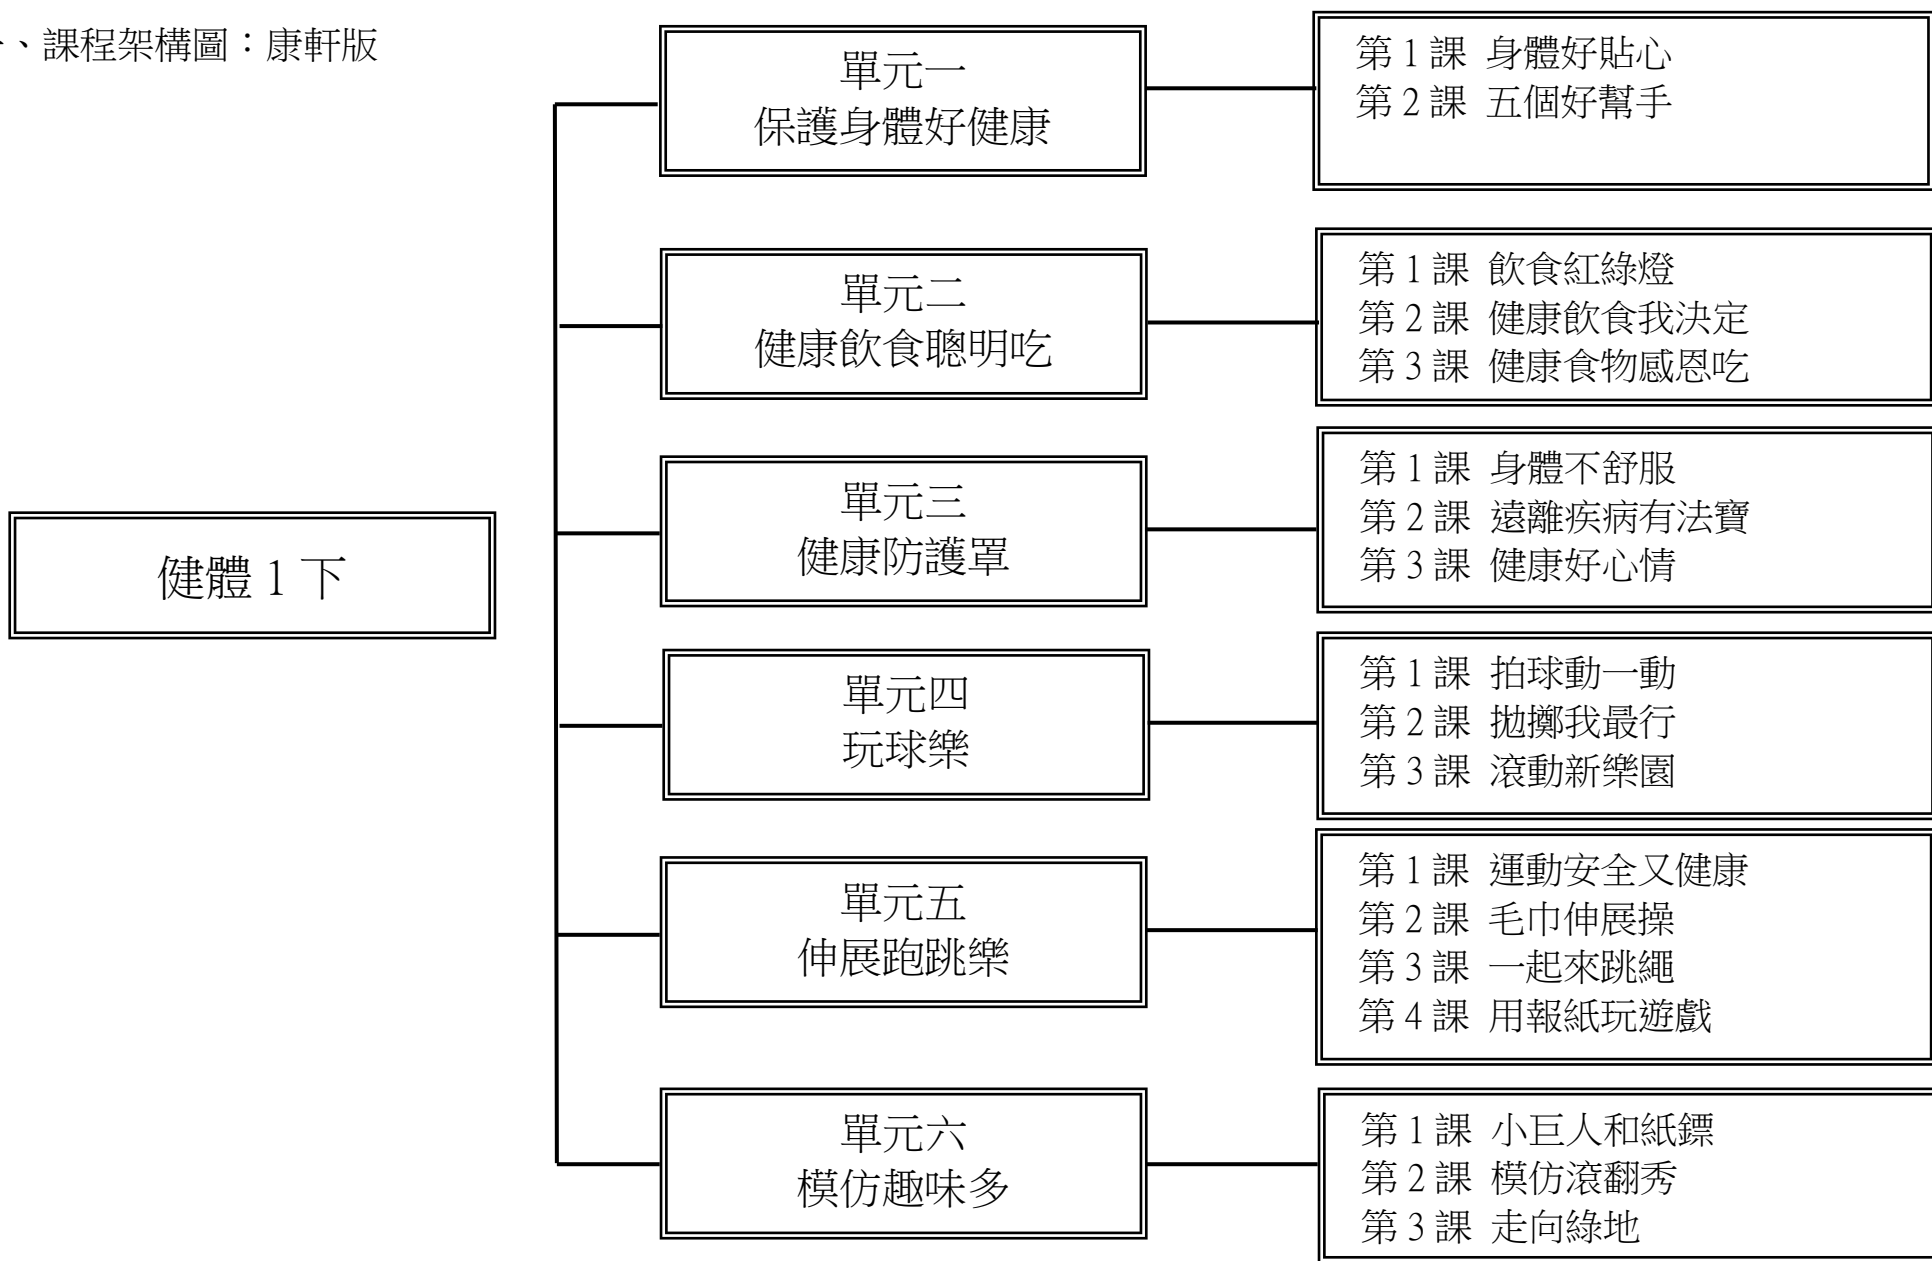 、課程架構圖：康軒版
健體 1 下
單元一
保護身體好健康
第 1 課 身體好貼心
第 2 課 五個好幫手
單元二
健康飲食聰明吃
第 1 課 飲食紅綠燈
第 2 課 健康飲食我決定
第 3 課 健康食物感恩吃
單元三
健康防護罩
第 1 課 身體不舒服
第 2 課 遠離疾病有法寶
第 3 課 健康好心情
單元四
玩球樂
第 1 課 拍球動一動
第 2 課 拋擲我最行
第 3 課 滾動新樂園
單元五
伸展跑跳樂
第 1 課 運動安全又健康
第 2 課 毛巾伸展操
第 3 課 一起來跳繩
第 4 課 用報紙玩遊戲
單元六
模仿趣味多
第 1 課 小巨人和紙鏢
第 2 課 模仿滾翻秀
第 3 課 走向綠地